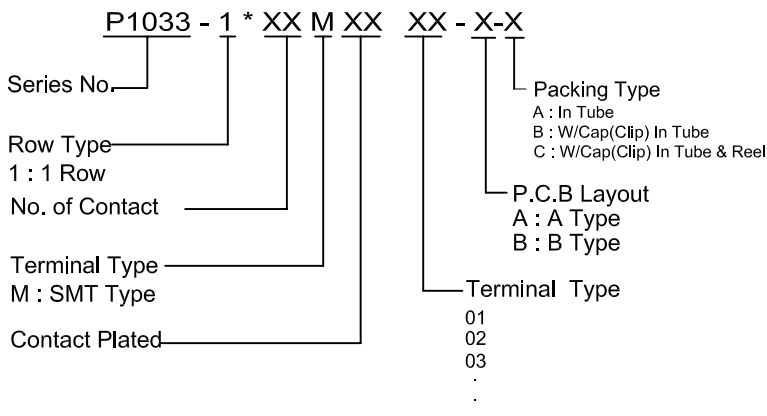 P1033 - 1 * XX M XX XX - X-X
Series No.
Row Type
1 : 1 Row
No. of Contact
Terminal Type
M : SMT Type
Contact Plated
Packing Type
A : In Tube
B : W/Cap(Clip) In Tube
C : W/Cap(Clip) In Tube & Reel
P.C.B Layout
A : A Type
B : B Type
Terminal Type
01
02
03
.
.